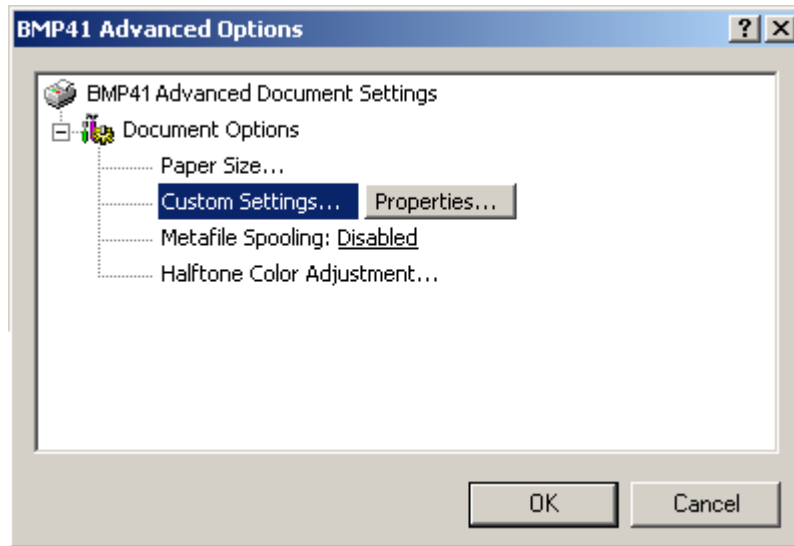 BMP41 Advanced Options
BMP41 Advanced Document Settings
Document Options
Paper Size...
Custom Settings... Properties...
Metafile Spooling: Disabled
Halftone Color Adjustment...
OK Cancel